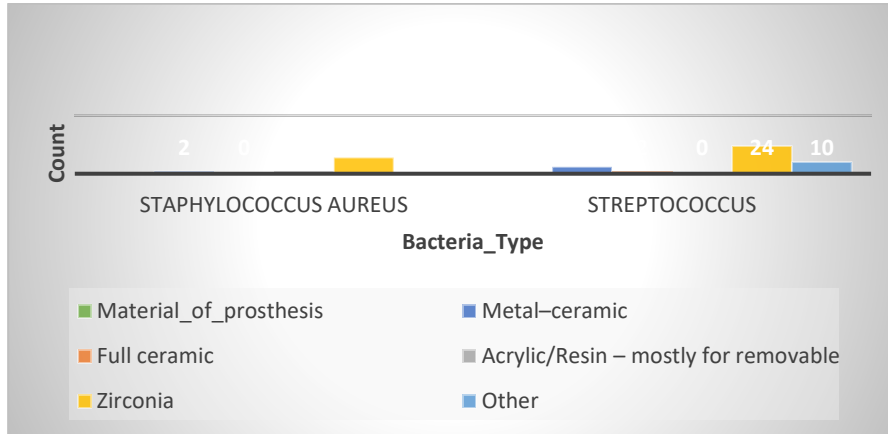 Count
2 0 0 24 10
STAPHYLOCOCCUS AUREUS STREPTOCOCCUS
Bacteria_Type
Material_of_prosthesis Metal–ceramic
Full ceramic Acrylic/Resin – mostly for removable
Zirconia Other